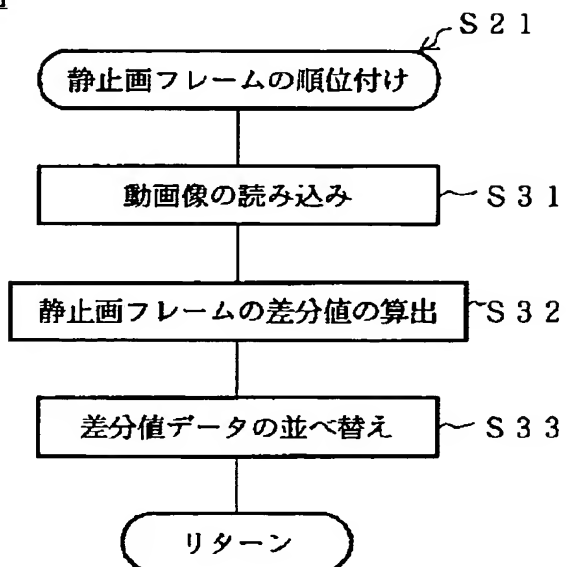 S21
静止画フレームの順位付け
動画像の読み込み
S31
静止画フレームの差分値の算出
S32
差分値データの並べ替え
S33
リターン